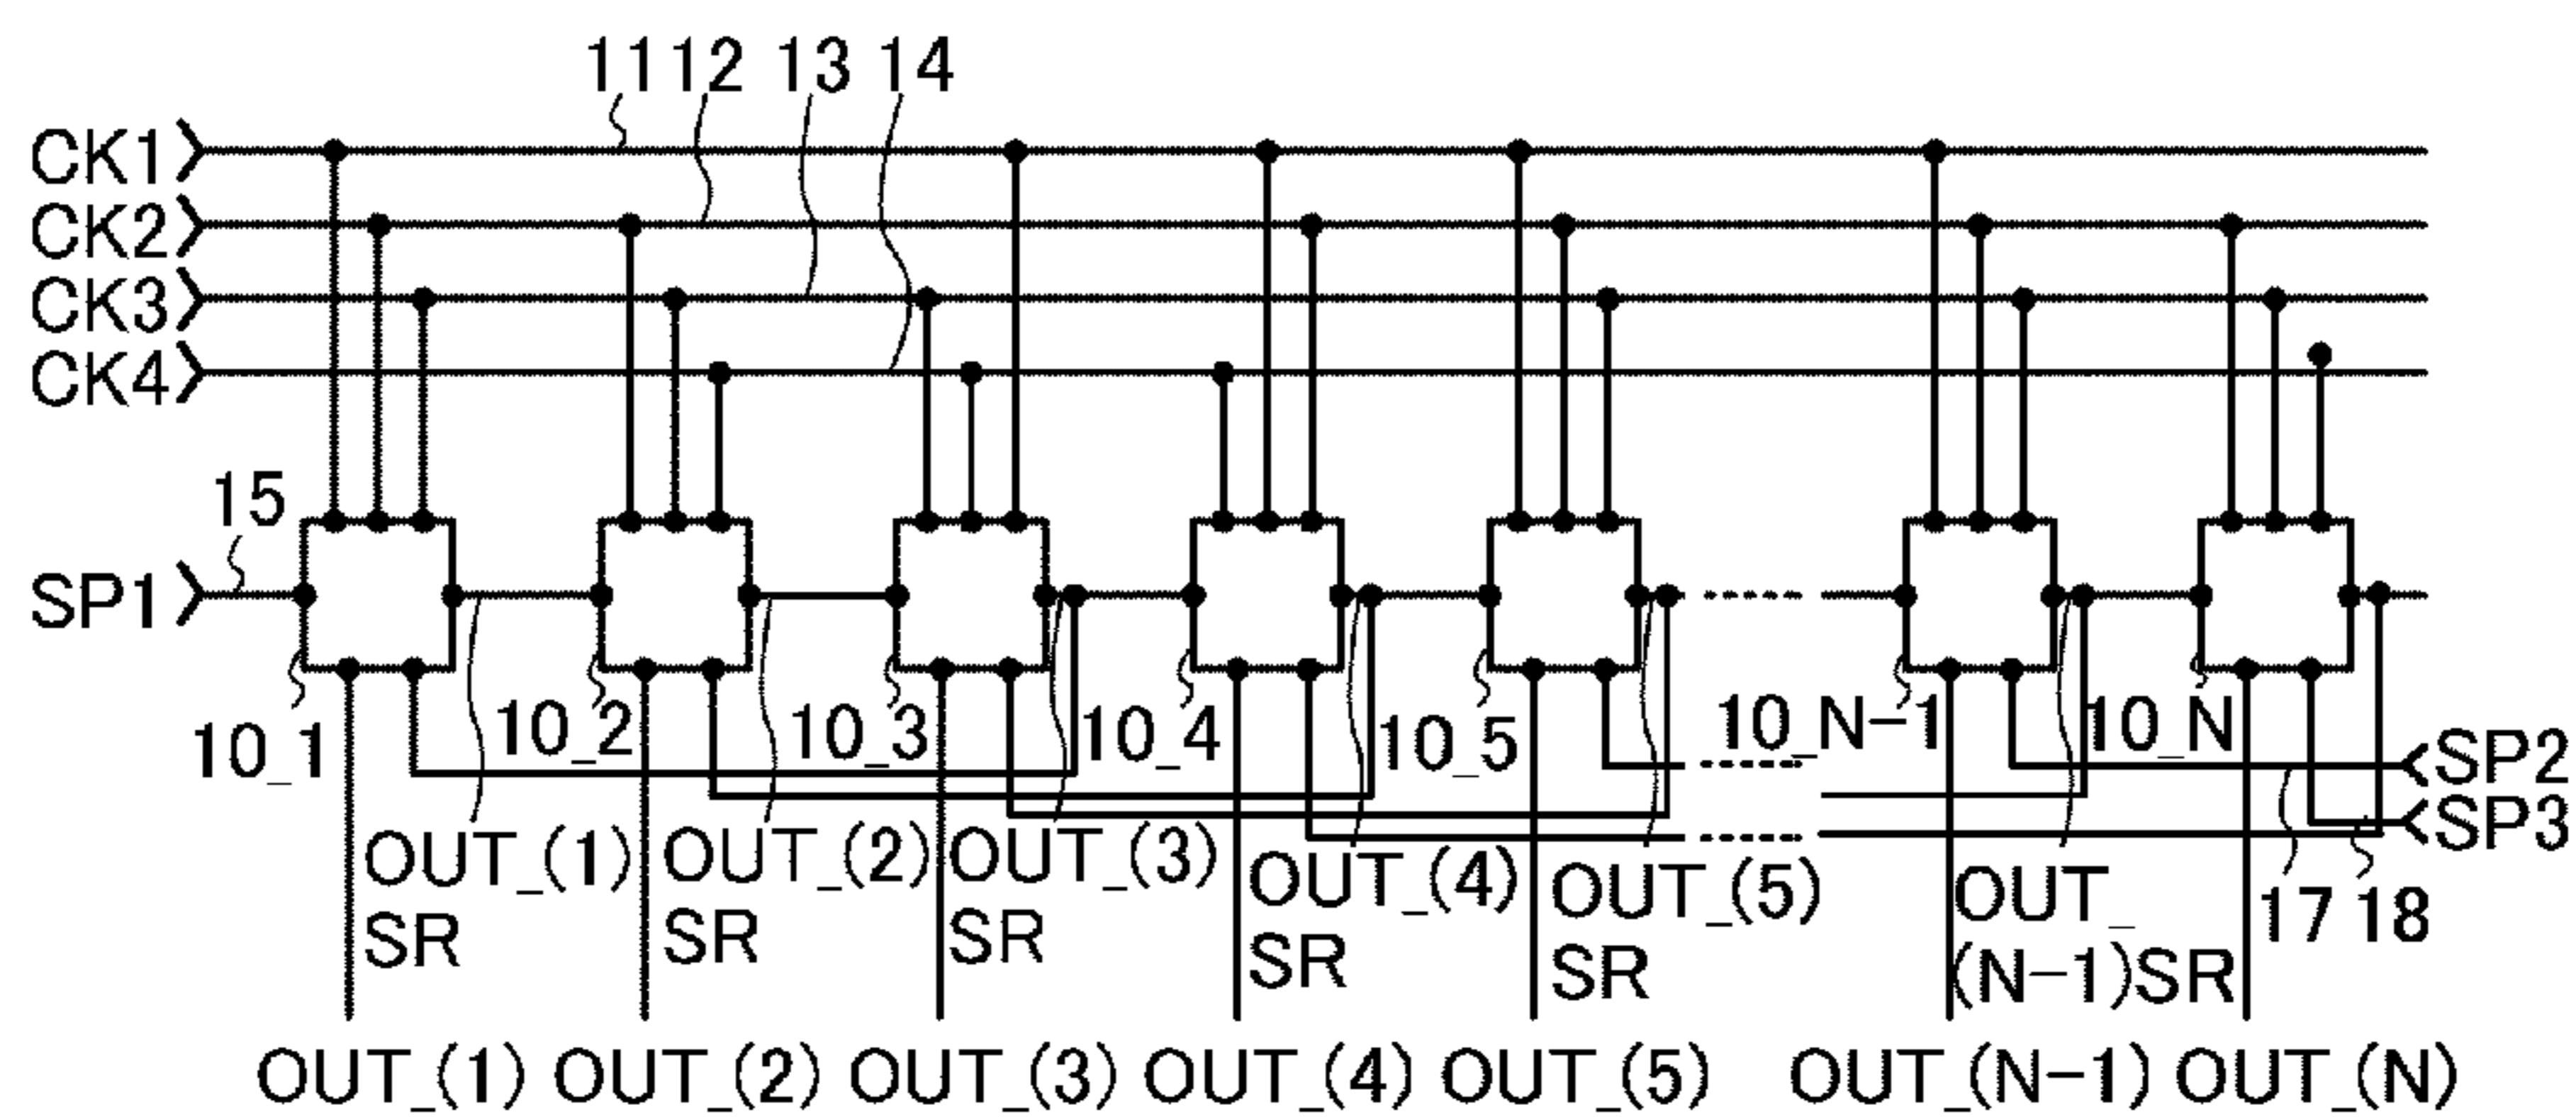 11 12 13 14
CK1
CK2
CK3
CK4
15
SP1
10_1
10_2
10_3
10_4
10_5
10_N-1
10_N
SP2
SP3
OUT_(1)
SR
OUT_(2)
SR
OUT_(3)
SR
OUT_(4)
SR
OUT_(5)
SR
OUT_
(N-1)SR
17 18
OUT_(1) OUT_(2) OUT_(3) OUT_(4) OUT_(5) OUT_(N-1) OUT_(N)